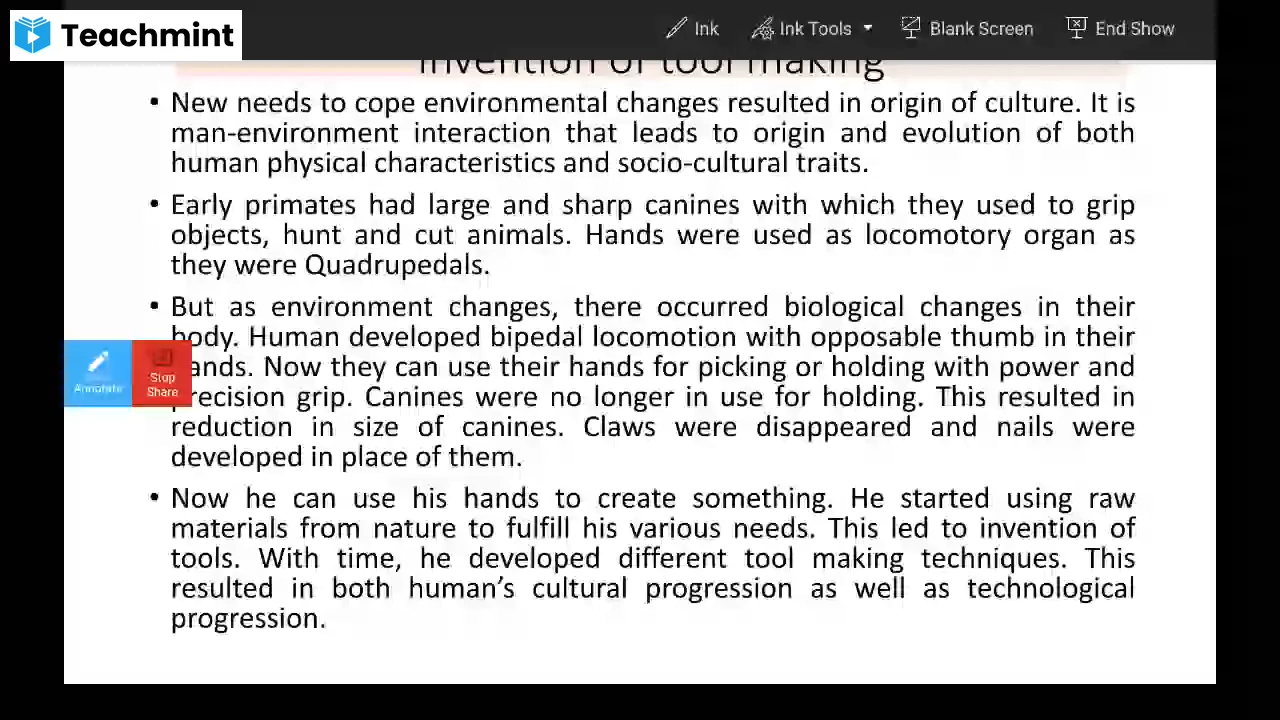 Teachmint
Ink
Ink Tools
Blank Screen
End Show
Invention of tool making
• New needs to cope environmental changes resulted in origin of culture. It is
man-environment interaction that leads to origin and evolution of both
human physical characteristics and socio-cultural traits.
• Early primates had large and sharp canines with which they used to grip
objects, hunt and cut animals. Hands were used as locomotory organ as
they were Quadrupedals.
• But as environment changes, there occurred biological changes in their
body. Human developed bipedal locomotion with opposable thumb in their
hands. Now they can use their hands for picking or holding with power and
precision grip. Canines were no longer in use for holding. This resulted in
reduction in size of canines. Claws were disappeared and nails were
developed in place of them.
Annotate
Stop
Share
• Now he can use his hands to create something. He started using raw
materials from nature to fulfill his various needs. This led to invention of
tools. With time, he developed different tool making techniques. This
resulted in both human’s cultural progression as well as technological
progression.